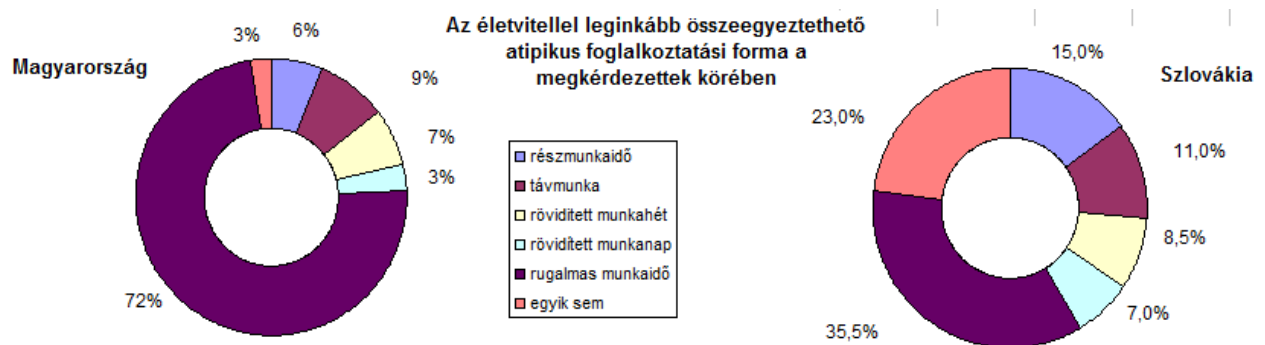 Az életvitellel leginkább összeegyeztethető
atipikus foglalkoztatási forma a
megkérdezettek körében
Magyarország
3%
6%
9%
7%
3%
72%
részmunkaidő
távmunka
röviditett munkahét
rövidített munkanap
rugalmas munkaidő
egyik sem
Szlovákia
15,0%
11,0%
8,5%
7,0%
35,5%
23,0%